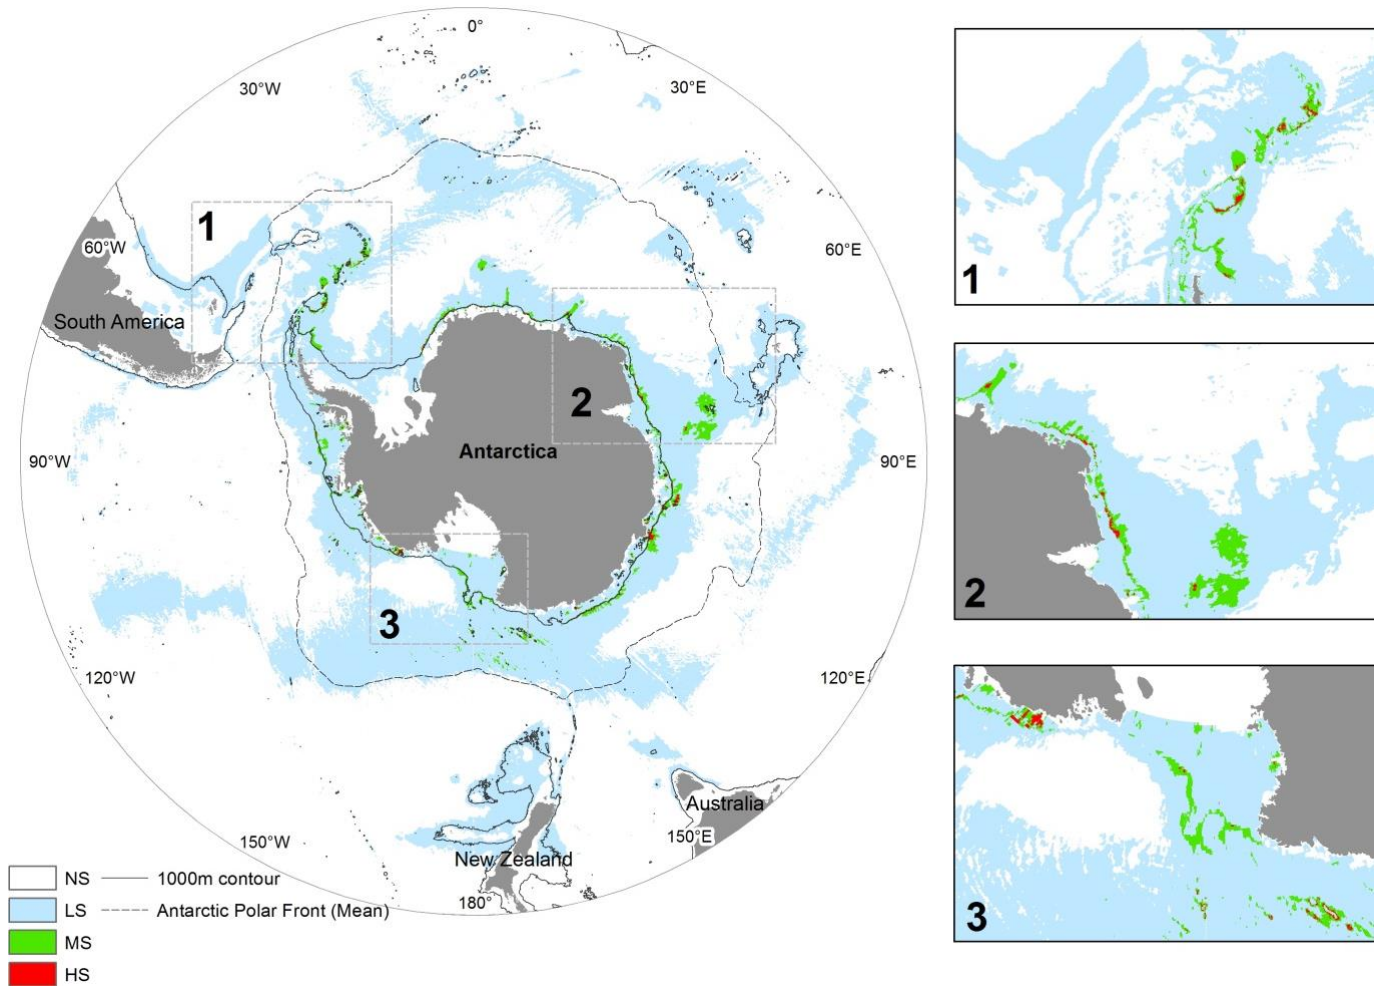 0°
30°W
30°E
1
60°W
60°E
South America
2
Antarctica
90°W
90°E
3
120°W
120°E
Australia
150°E
150°W
New Zealand
180°
NS
1000m contour
LS
Antarctic Polar Front (Mean)
MS
HS
1
2
3